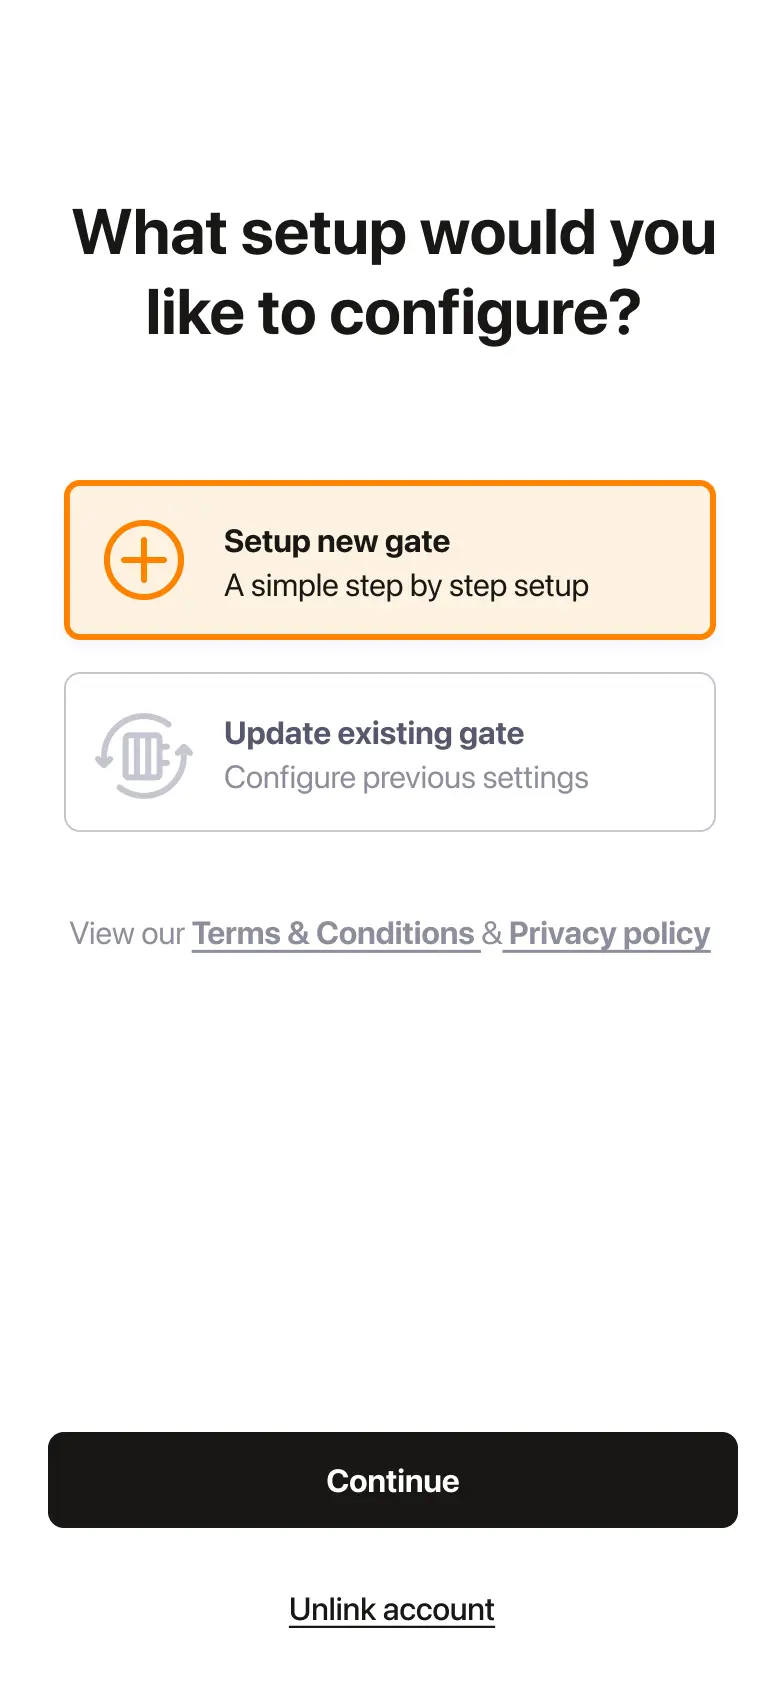 What setup would you
like to configure?
Setup new gate
A simple step by step setup
Update existing gate
Configure previous settings
View our Terms & Conditions & Privacy policy
Continue
Unlink account